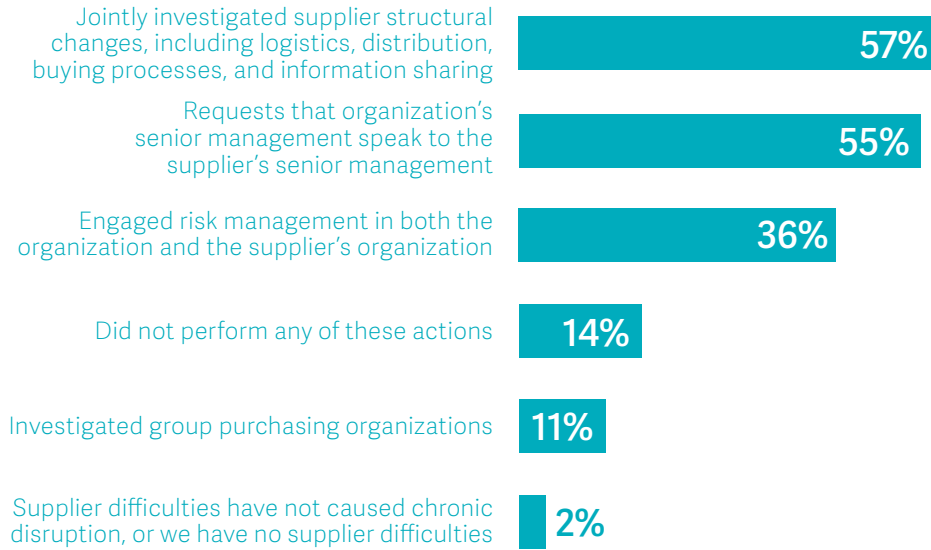 Jointly investigated supplier structural
changes, including logistics, distribution,
buying processes, and information sharing
57%
Requests that organization’s
senior management speak to the
supplier’s senior management
55%
Engaged risk management in both the
organization and the supplier’s organization
36%
Did not perform any of these actions
14%
Investigated group purchasing organizations
11%
Supplier difficulties have not caused chronic
disruption, or we have no supplier difficulties
2%